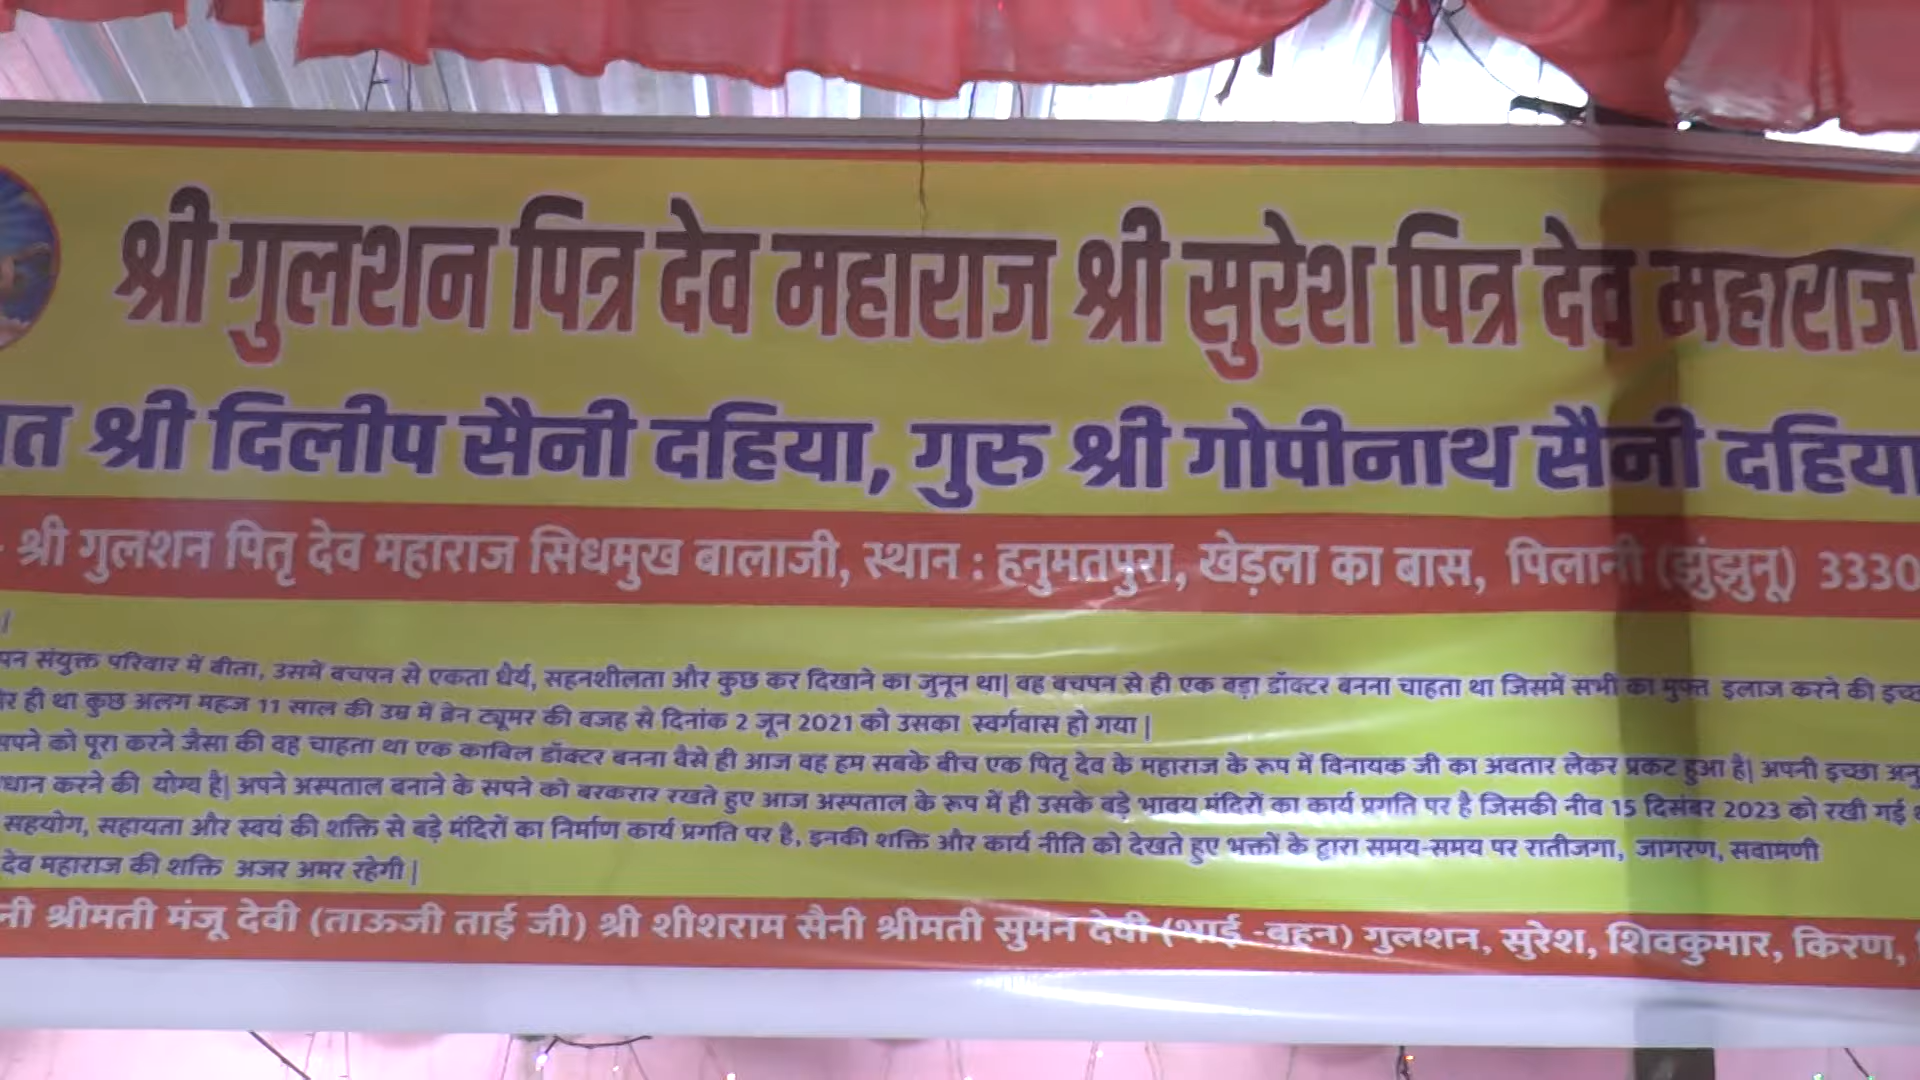 श्री गुलशन पित्र देव महाराज श्री सुरेश पित्र देव महाराज
श्री दिलीप सैनी दहिया, गुरु श्री गोपीनाथ सैनी दहिया
श्री गुलशन पितृ देव महाराज सिधमुख बालाजी, स्थान : हनुमतपुरा, खेड़ला का बास, पिलानी (झुंझुनू) 3330
संयुक्त परिवार में बीता, उसमें बचपन से एकता धैर्य, सहनशीलता और कुछ कर दिखाने का जुनून था| वह बचपन से ही एक बड़ा डॉक्टर बनना चाहता था जिसमें सभी का मुफ्त इलाज करने की
ही था कुछ अलग महज 11 साल की उम्र में ब्रेन ट्यूमर की वजह से दिनांक 2 जून 2021 को उसका स्वर्गवास हो गया |
को पूरा करने जैसा की वह चाहता था एक काबिल डॉक्टर बनना वैसे ही आज वह हम सबके बीच एक पितृ देव के महाराज के रूप में विनायक जी का अवतार लेकर प्रकट हुआ है| अपनी इच्छा
करने की योग्य है| अपने अस्पताल बनाने के सपने को बरकरार रखते हुए आज अस्पताल के रूप में ही उसके बड़े भावय मंदिरों का कार्य प्रगति पर है जिसकी नीव 15 दिसंबर 2023 को रखी गई
सहयोग, सहायता और स्वयं की शक्ति से बड़े मंदिरों का निर्माण कार्य प्रगति पर है, इनकी शक्ति और कार्य नीति को देखते हुए भक्तों के द्वारा समय-समय पर रातीजगा, जागरण, सवामणी
देव महाराज की शक्ति अजर अमर रहेगी |
श्रीमती मंजू देवी (ताऊजी ताई जी) श्री शीशराम सैनी श्रीमती सुमन देवी (भाई -बहन) गुलशन, सुरेश, शिवकुमार, किरण,